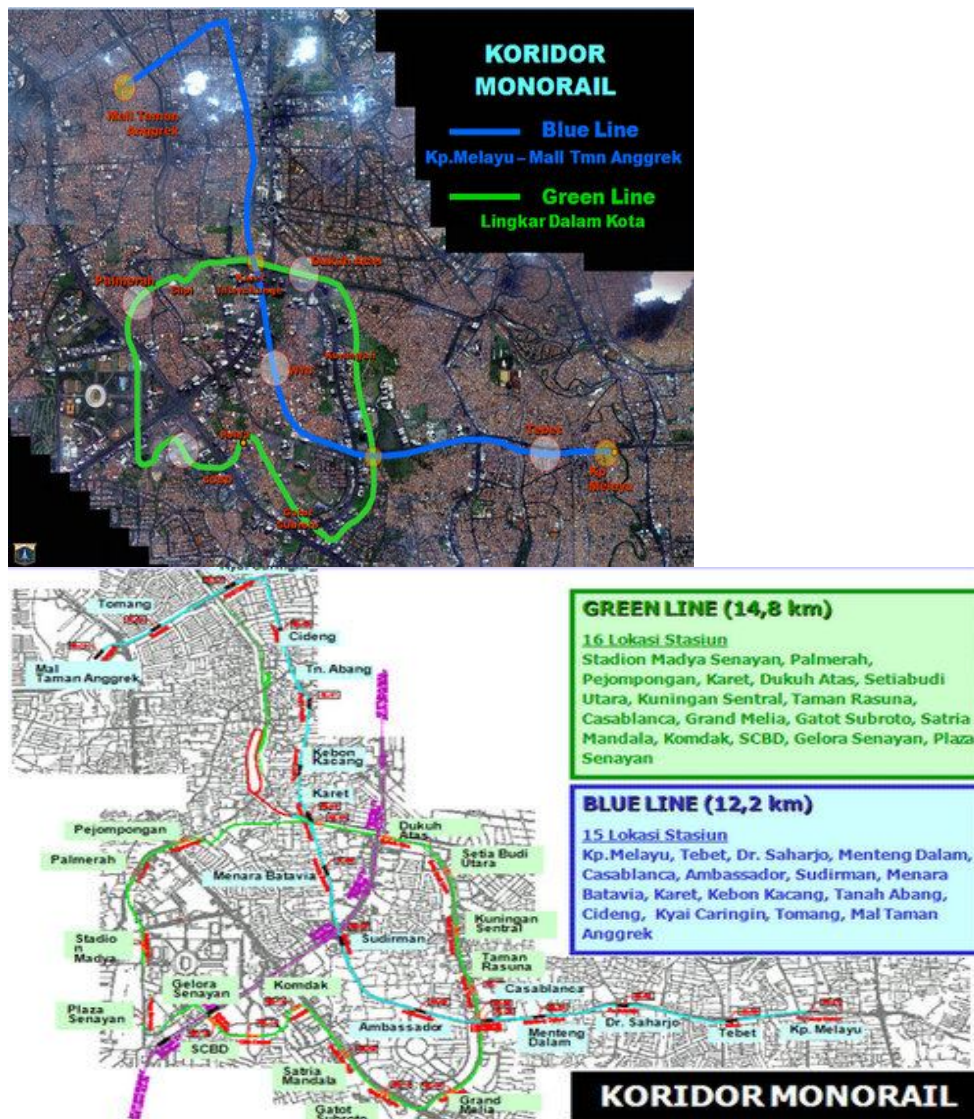 KORIDOR
MONORAIL
Blue Line
Kp.Melayu – Mall Tmn Anggrek
Green Line
Lingkar Dalam Kota
Mall Taman
Anggrek
Palmerah
Slipi
Dukuh Atas
Kuningan
Tebet
Kp
Melayu
Gatot
Subroto
Tomang
Mal
Taman Anggrek
Cideng
Tn. Abang
Kebon
Kacang
Karet
Pejompongan
Palmerah
Dukuh
Atas
Setia Budi
Utara
Menara Batavia
Kuningan
Sentral
Stadio
n
Madya
Sudirman
Taman
Rasuna
Gelora
Senayan
Komdak
Casablanca
Plaza
Senayan
SCBD
Ambassador
Menteng
Dalam
Dr. Saharjo
Tebet
Kp. Melayu
Satria
Mandala
Gatot
Subroto
Grand
Melia
GREEN LINE (14,8 km)
16 Lokasi Stasiun
Stadion Madya Senayan, Palmerah,
Pejompongan, Karet, Dukuh Atas, Setiabudi
Utara, Kuningan Sentral, Taman Rasuna,
Casablanca, Grand Melia, Gatot Subroto, Satria
Mandala, Komdak, SCBD, Gelora Senayan, Plaza
Senayan
BLUE LINE (12,2 km)
15 Lokasi Stasiun
Kp.Melayu, Tebet, Dr. Saharjo, Menteng Dalam,
Casablanca, Ambassador, Sudirman, Menara
Batavia, Karet, Kebon Kacang, Tanah Abang,
Cideng, Kyai Caringin, Tomang, Mal Taman
Anggrek
KORIDOR MONORAIL